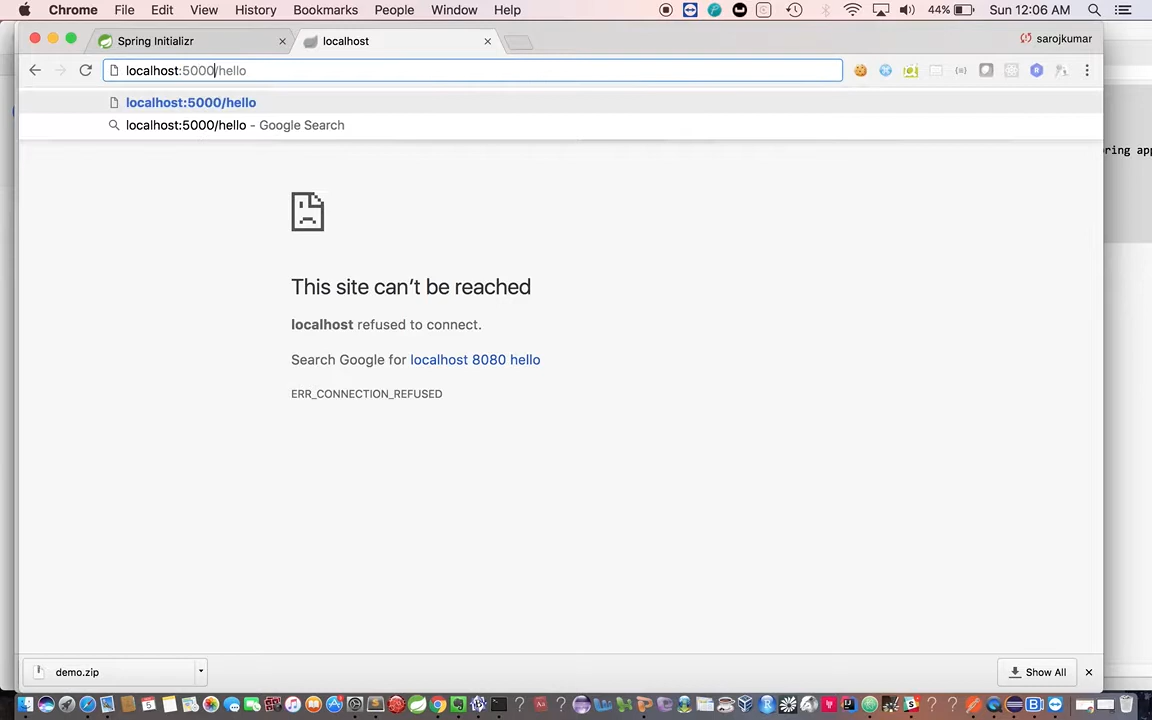 Chrome File Edit View History Bookmarks People Window Help 44% Sun 12:06 AM
Spring Initializr localhost sarojkumar
localhost:5000/hello
localhost:5000/hello
localhost:5000/hello - Google Search
ring app
This site can't be reached
localhost refused to connect.
Search Google for localhost 8080 hello
ERR_CONNECTION_REFUSED
demo.zip Show All